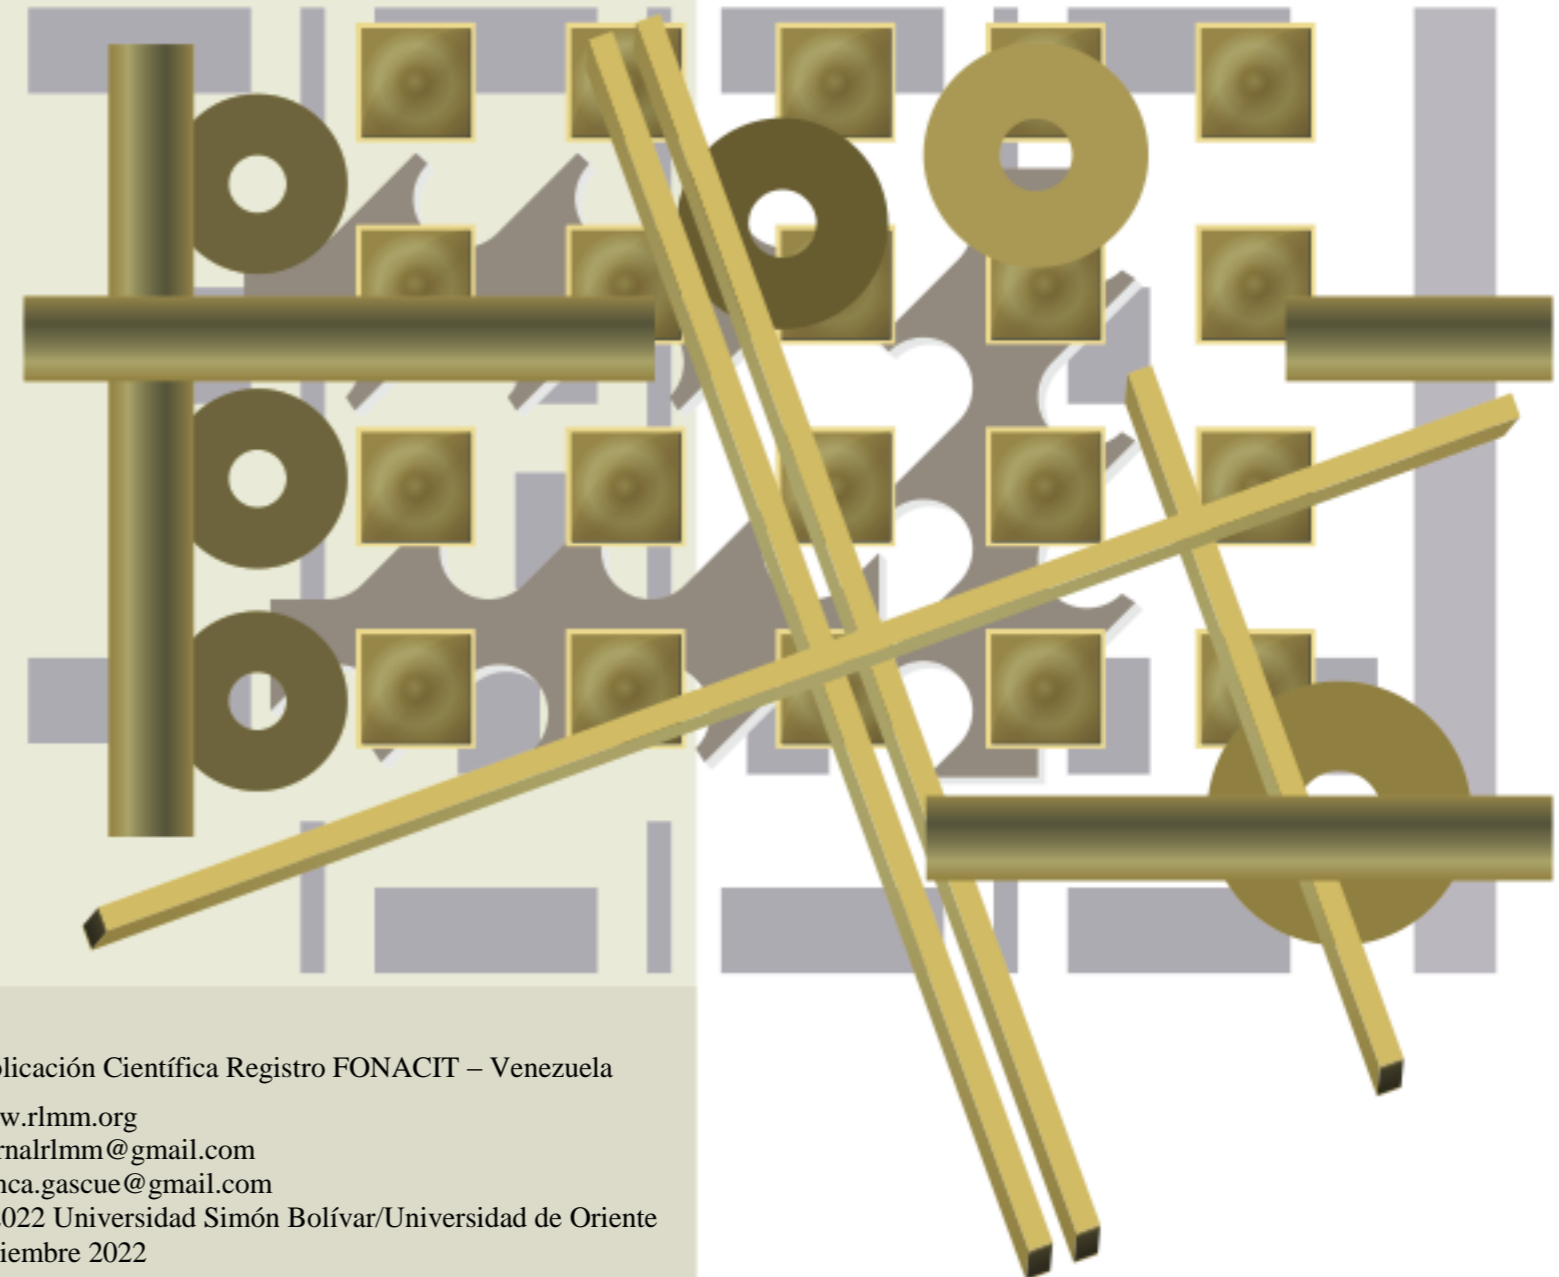 blicación Científica Registro FONACIT – Venezuela
w.rlmm.org
rnalrlmm@gmail.com
nca.gascue@gmail.com
2022 Universidad Simón Bolívar/Universidad de Oriente
iembre 2022